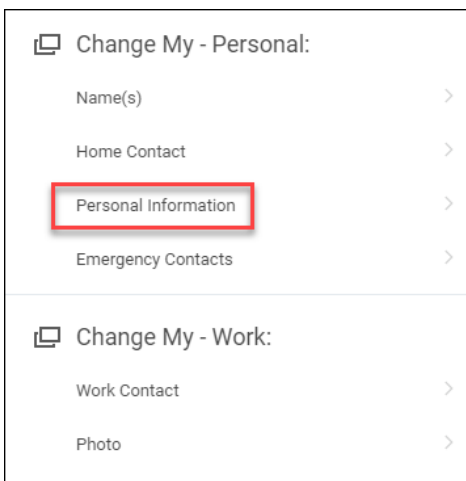 Change My - Personal:
Name(s)
Home Contact
Personal Information
Emergency Contacts
Change My - Work:
Work Contact
Photo